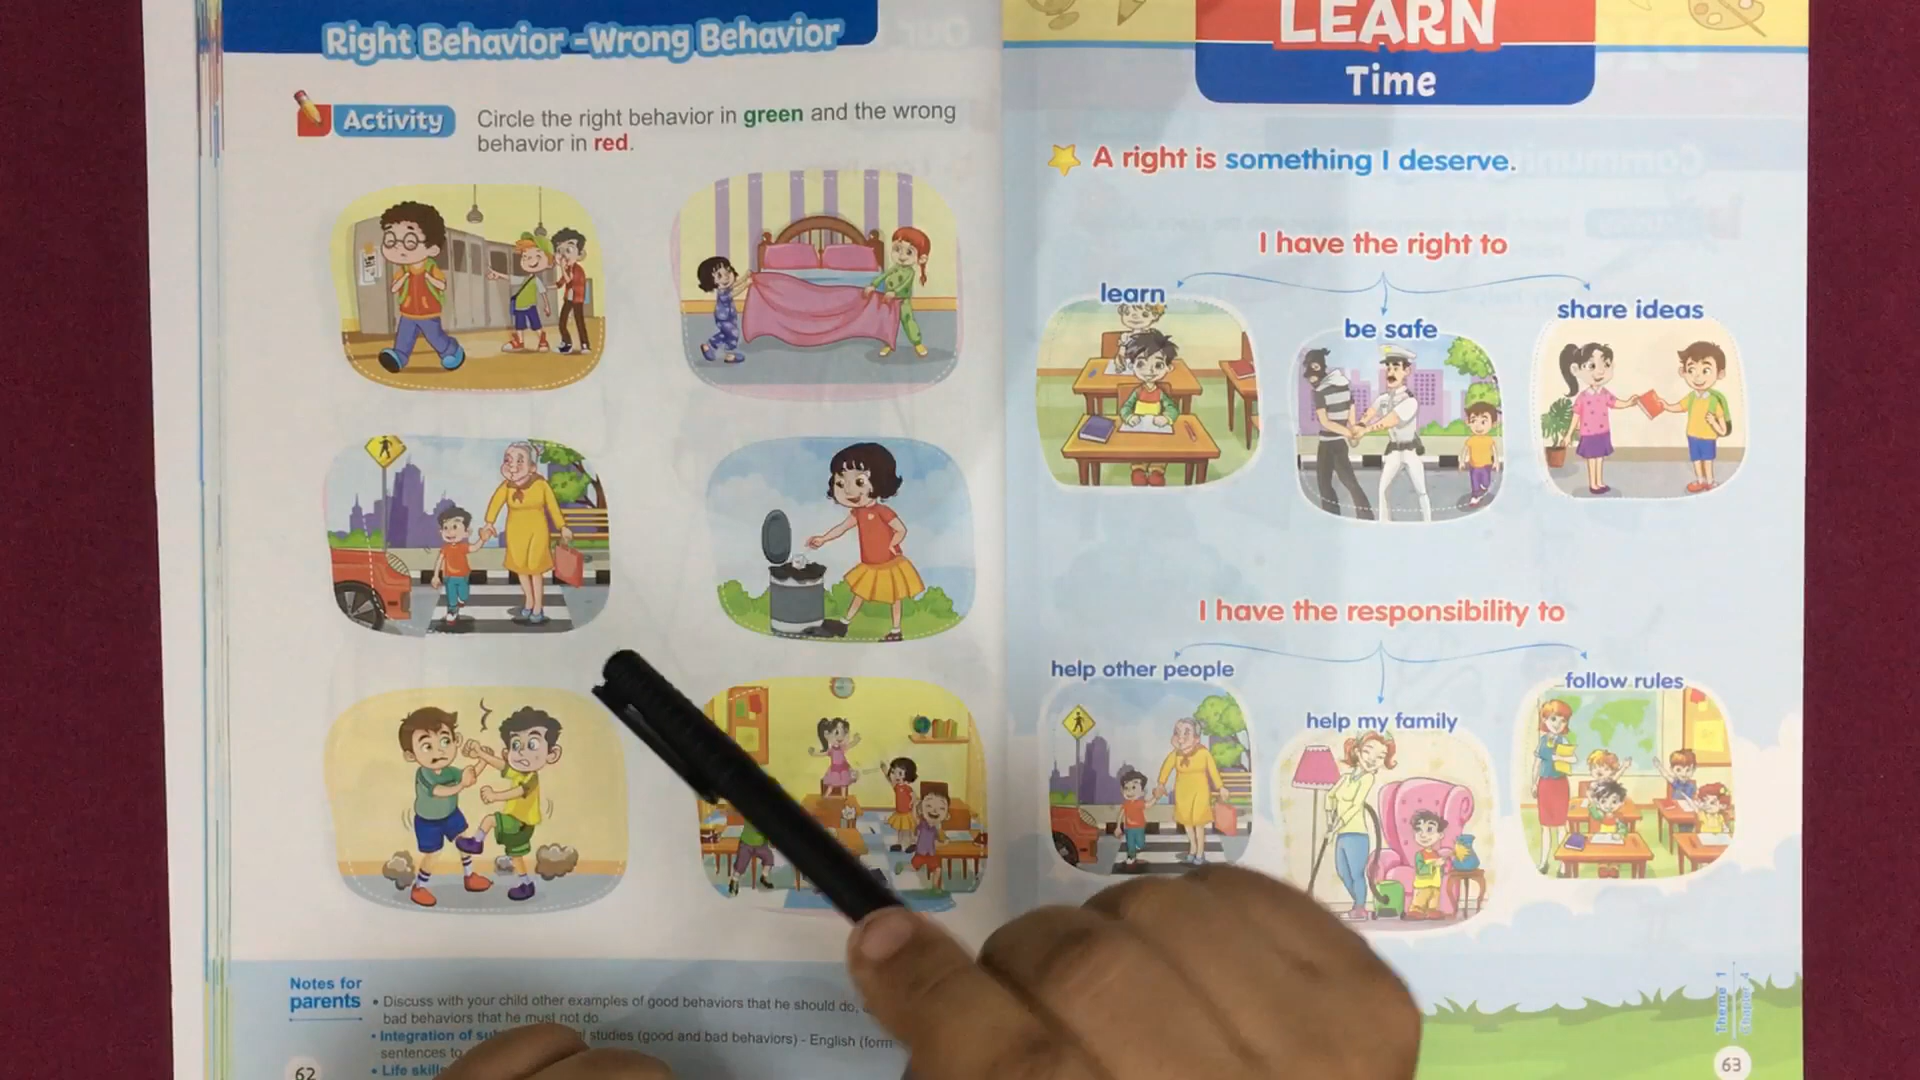 Right Behavior -Wrong Behavior
Activity
Circle the right behavior in green and the wrong
behavior in red.
Notes for
parents
• Discuss with your child other examples of good behaviors that he should do,
bad behaviors that he must not do.
• Integration of studies (good and bad behaviors) - English (form
sentences to
• Life skills
62
LEARN
Time
A right is something I deserve.
I have the right to
learn
be safe
share ideas
I have the responsibility to
help other people
help my family
follow rules
Theme 1
Chapter 4
63